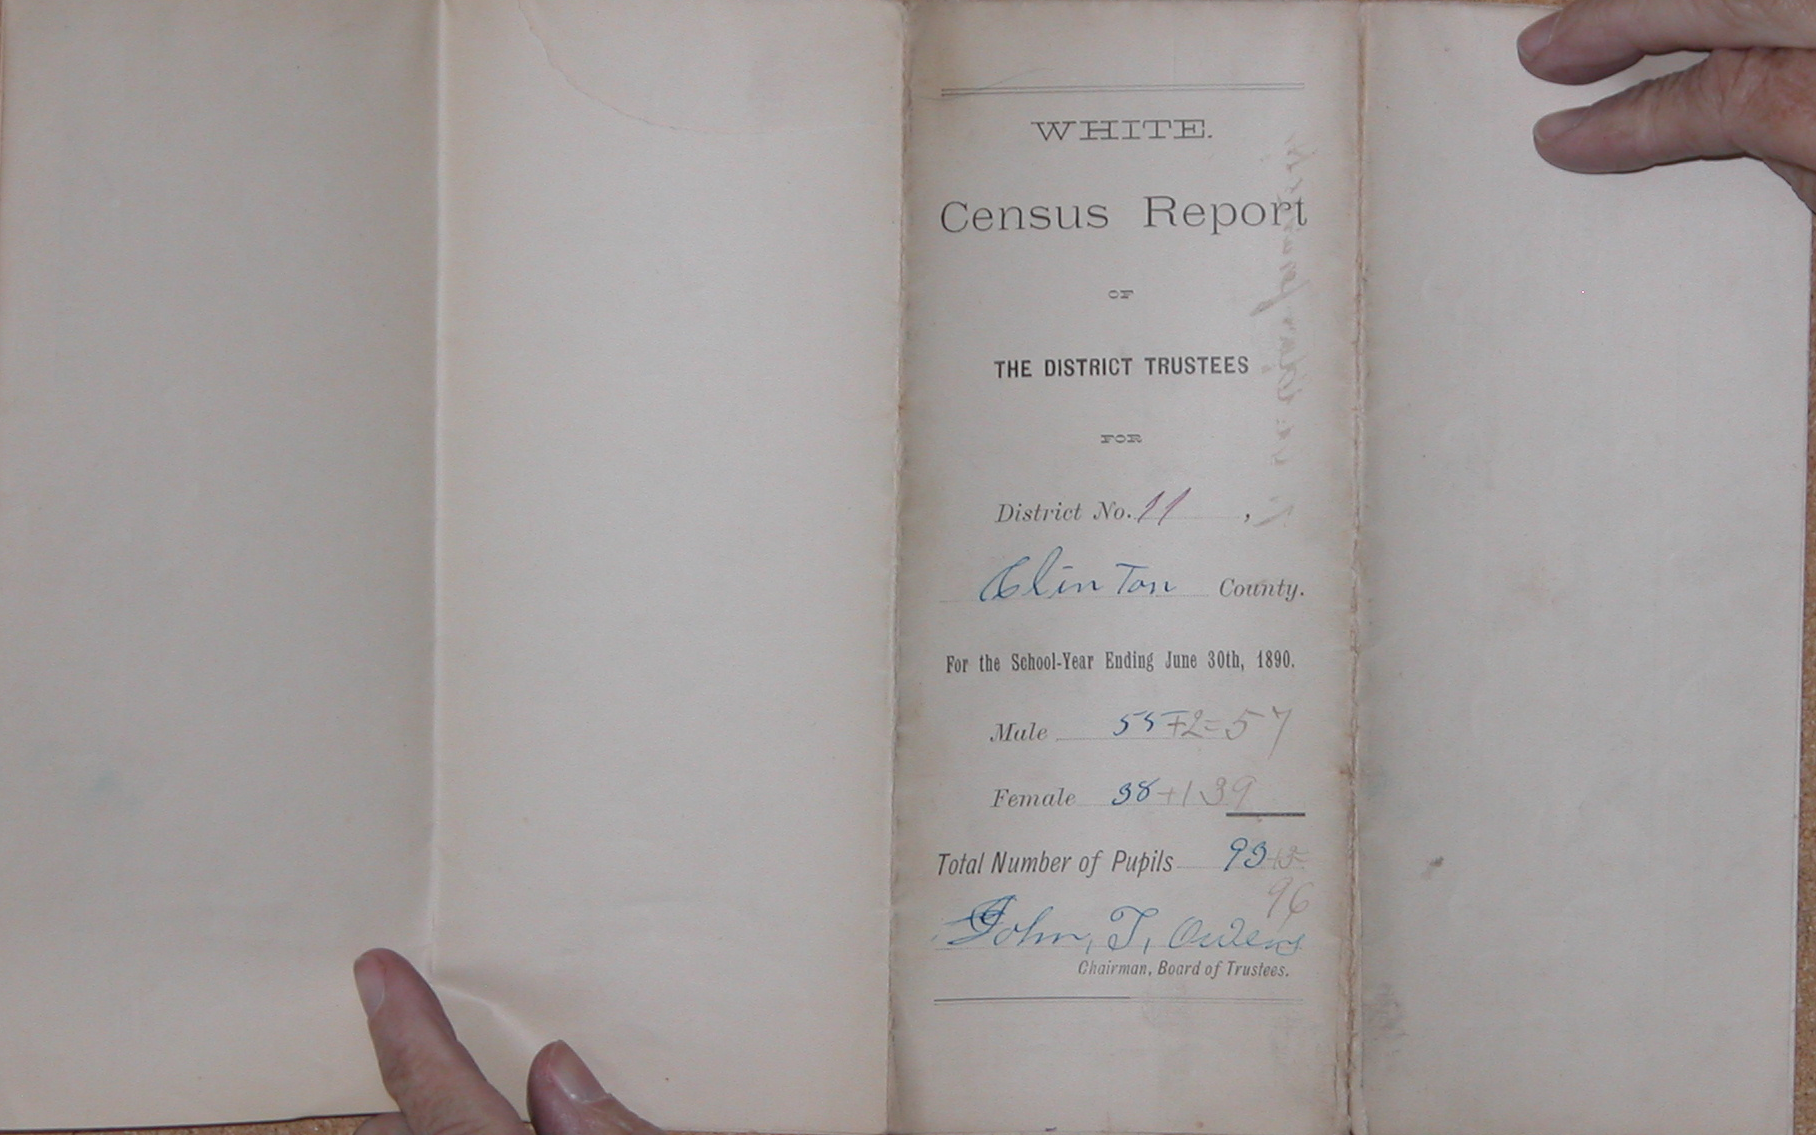 WHITE.
Census Report
OF
THE DISTRICT TRUSTEES
FOR
District No. 11 ,
Clinton County.
For the School-Year Ending June 30th, 1890.
Male 55+2=57
Female 38+1 39
Total Number of Pupils 93+3=
96
John, T, Owens
Chairman, Board of Trustees.